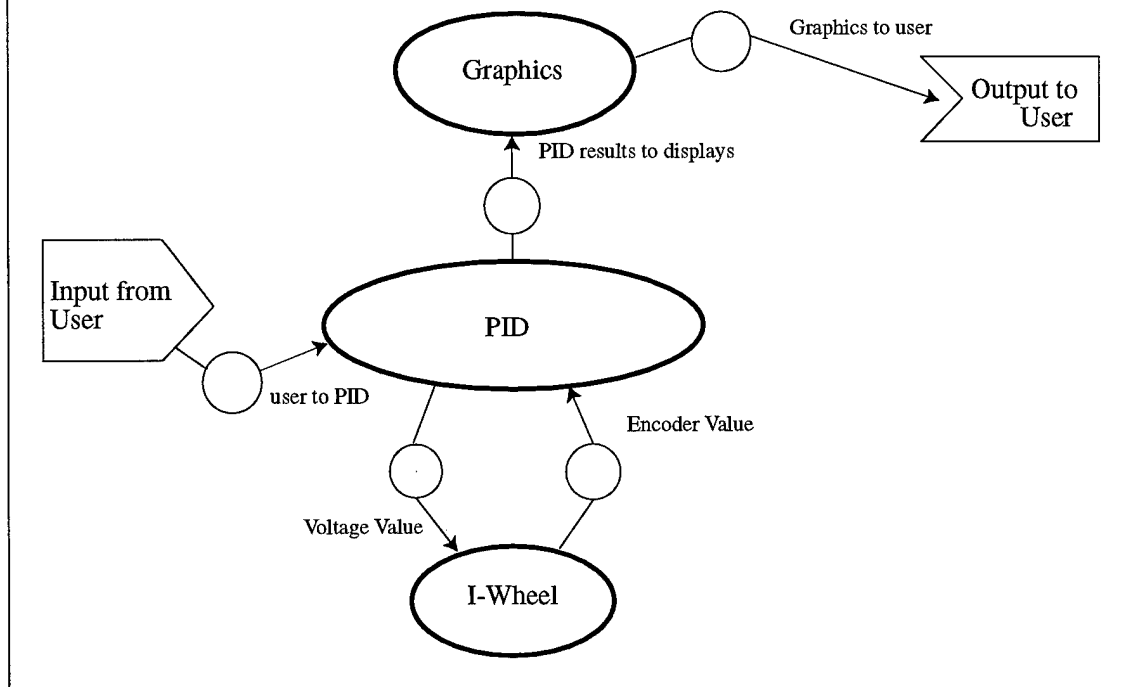 Graphics to user
Graphics
Output to
User
PID results to displays
Input from
User
PID
user to PID
Encoder Value
Voltage Value
I-Wheel